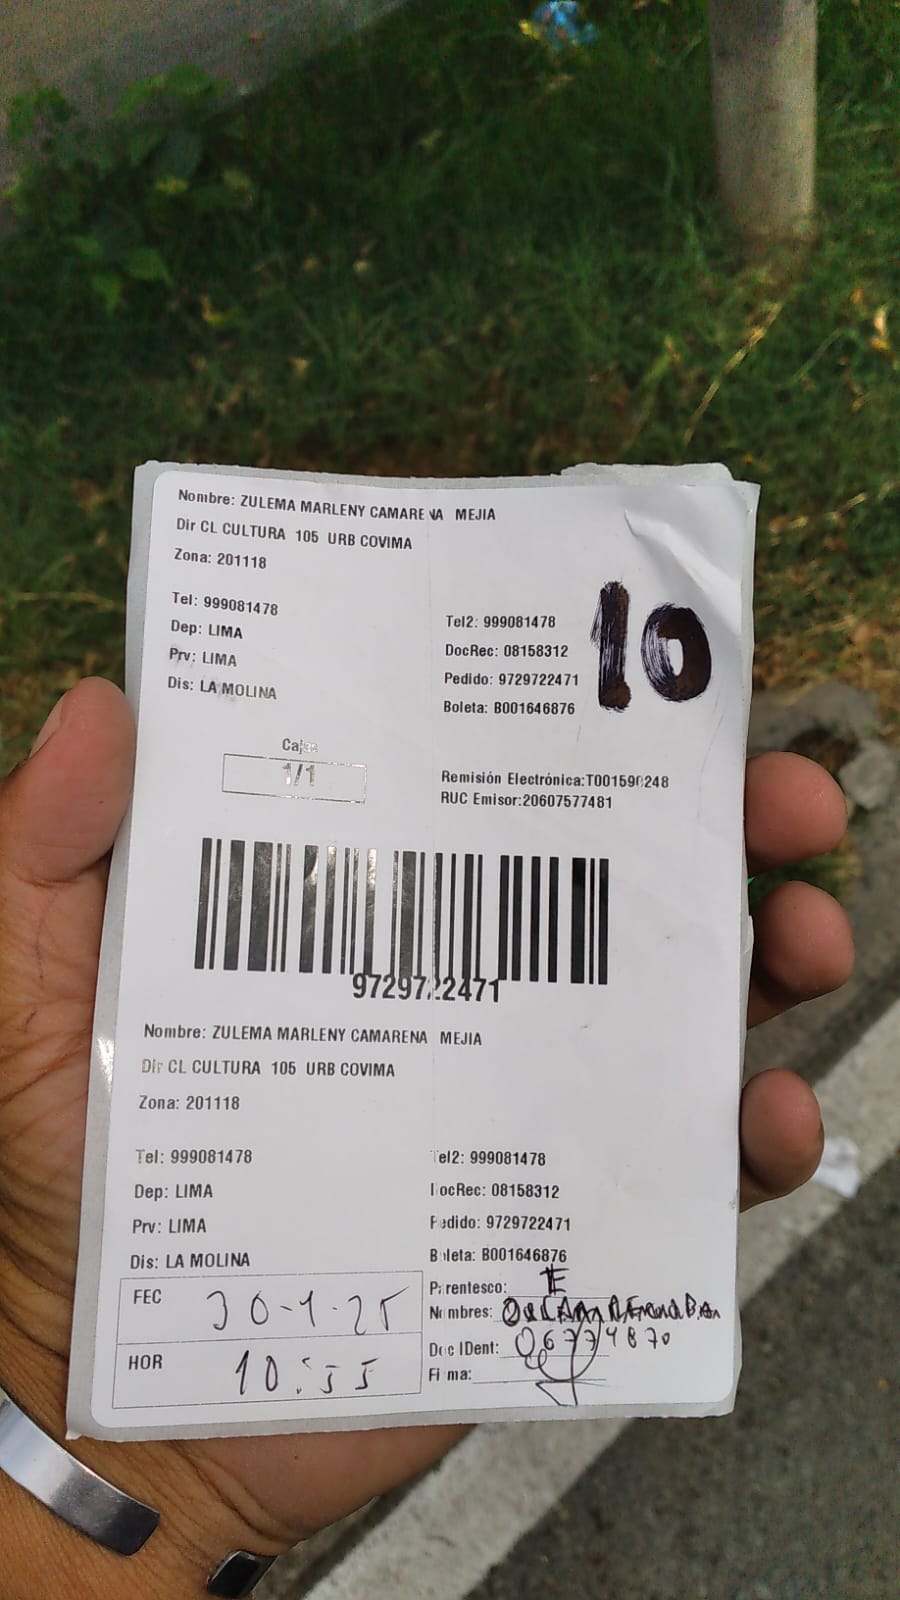 Nombre: ZULEMA MARLENY CAMARENA MEJIA
Dir CL CULTURA 105 URB COVIMA
Zona: 201118
Tel: 999081478
Dep: LIMA
Prv: LIMA
Dis: LA MOLINA
Tel2: 999081478
DocRec: 08158312
Pedido: 9729722471
Boleta: B001646876
10
Cajas
1/1
Remisión Electrónica:T001590248
RUC Emisor:20607577481
9729722471
Nombre: ZULEMA MARLENY CAMARENA MEJIA
Dir CL CULTURA 105 URB COVIMA
Zona: 201118
Tel: 999081478
Dep: LIMA
Prv: LIMA
Dis: LA MOLINA
Tel2: 999081478
DocRec: 08158312
Pedido: 9729722471
Boleta: B001646876
FEC 30-1-25
HOR 10:55
Parentesco:
Nombres:
Doc IDent: 06774870
Firma: